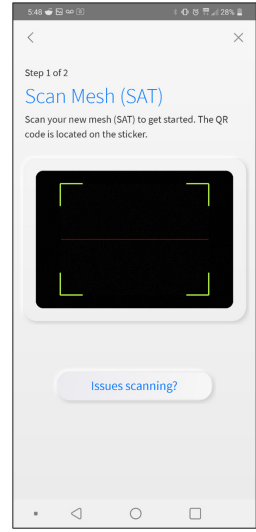 5:48
28%
Step 1 of 2
Scan Mesh (SAT)
Scan your new mesh (SAT) to get started. The QR
code is located on the sticker.
Issues scanning?